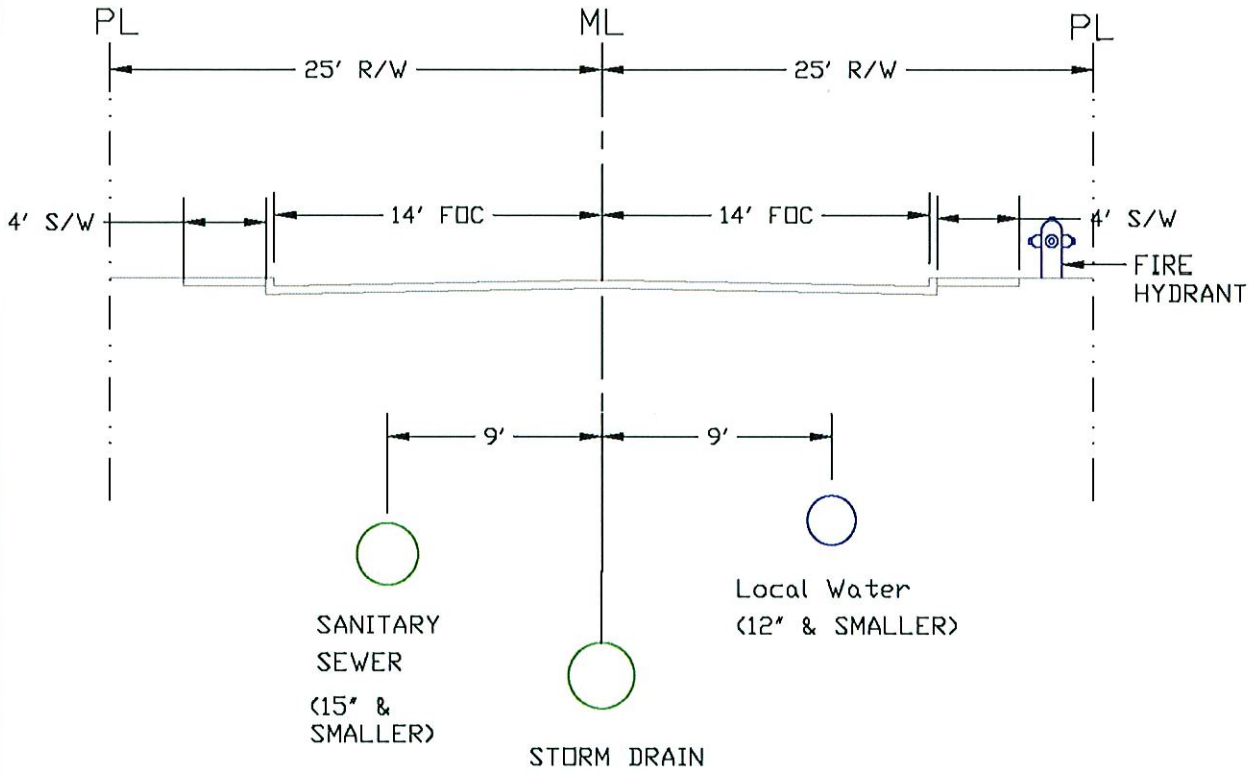 PL
ML
PL
25' R/W
25' R/W
4' S/W
14' FOC
14' FOC
4' S/W
FIRE
HYDRANT
9'
9'
Local Water
(12" & SMALLER)
SANITARY
SEWER
(15" &
SMALLER)
STORM DRAIN